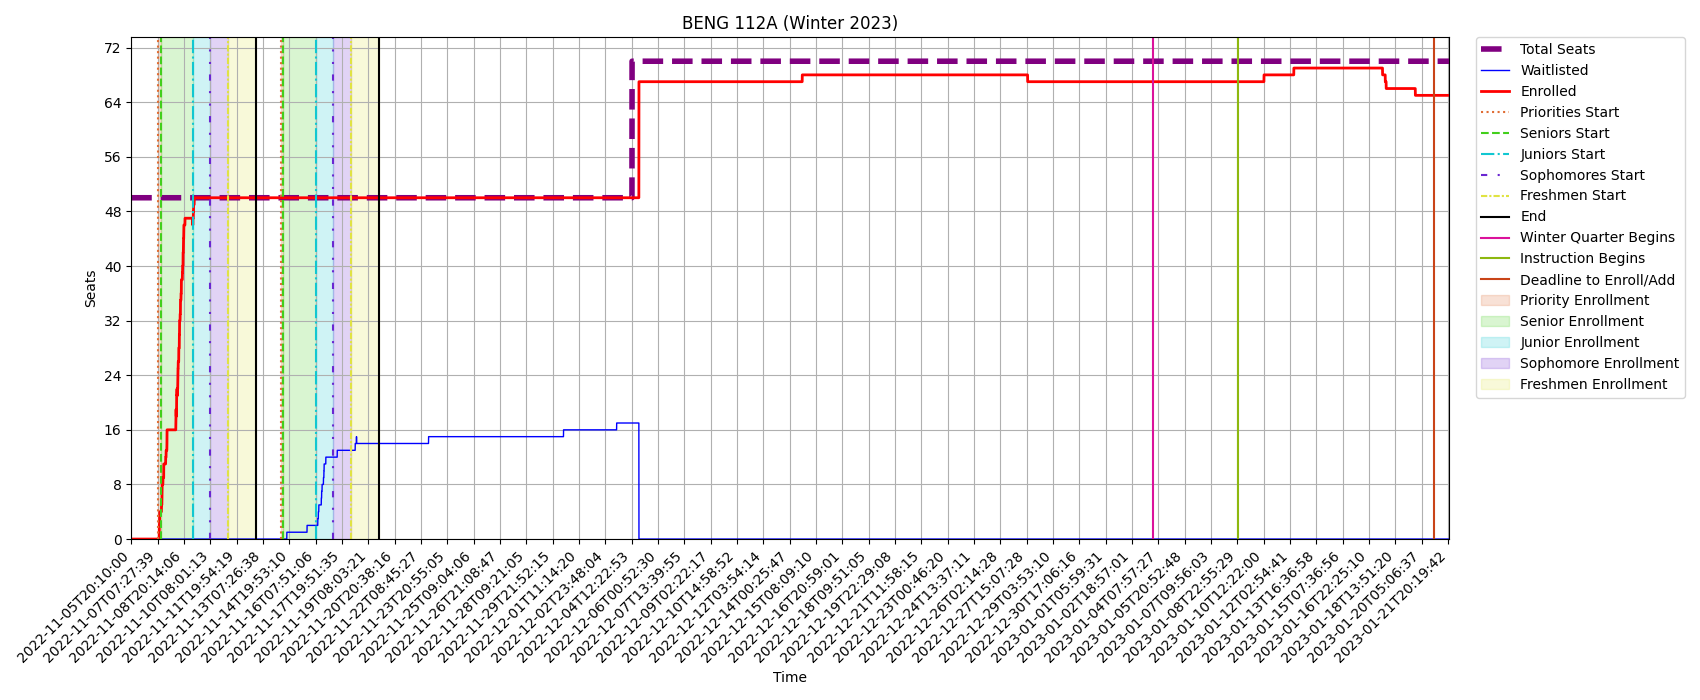 BENG 112A (Winter 2023)
Seats
72
64
56
48
40
32
24
16
8
0
2022-11-05T20:10:00
2022-11-07T07:27:39
2022-11-08T20:14:06
2022-11-10T08:01:13
2022-11-11T19:54:19
2022-11-13T07:26:38
2022-11-14T19:53:10
2022-11-16T07:51:06
2022-11-17T19:51:35
2022-11-19T08:03:21
2022-11-20T20:38:16
2022-11-22T08:45:27
2022-11-23T20:55:05
2022-11-25T09:04:06
2022-11-26T21:08:47
2022-11-28T09:21:05
2022-11-29T21:52:15
2022-12-01T11:14:20
2022-12-02T23:48:04
2022-12-04T12:22:53
2022-12-06T00:52:30
2022-12-07T13:39:55
2022-12-09T02:22:17
2022-12-10T14:58:52
2022-12-12T03:54:14
2022-12-14T00:25:47
2022-12-15T08:09:10
2022-12-16T20:59:01
2022-12-18T09:51:05
2022-12-19T22:29:08
2022-12-21T11:58:15
2022-12-23T00:46:20
2022-12-24T13:37:11
2022-12-26T02:14:28
2022-12-27T15:07:28
2022-12-29T03:53:10
2022-12-30T17:06:16
2023-01-01T05:59:31
2023-01-02T18:57:01
2023-01-04T07:57:27
2023-01-05T20:52:48
2023-01-07T09:56:03
2023-01-08T22:55:29
2023-01-10T12:22:00
2023-01-12T02:54:41
2023-01-13T16:36:58
2023-01-15T07:36:56
2023-01-16T22:25:10
2023-01-18T13:51:20
2023-01-20T05:06:37
2023-01-21T20:19:42
Time
Total Seats
Waitlisted
Enrolled
Priorities Start
Seniors Start
Juniors Start
Sophomores Start
Freshmen Start
End
Winter Quarter Begins
Instruction Begins
Deadline to Enroll/Add
Priority Enrollment
Senior Enrollment
Junior Enrollment
Sophomore Enrollment
Freshmen Enrollment